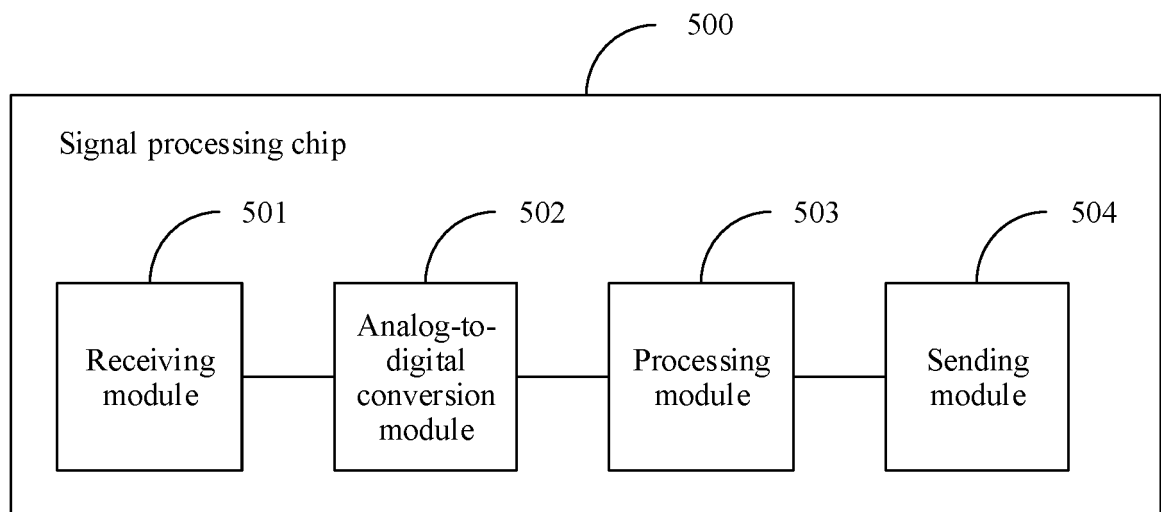 500
Signal processing chip
501
502
503
504
Receiving
module
Analog-to-
digital
conversion
module
Processing
module
Sending
module